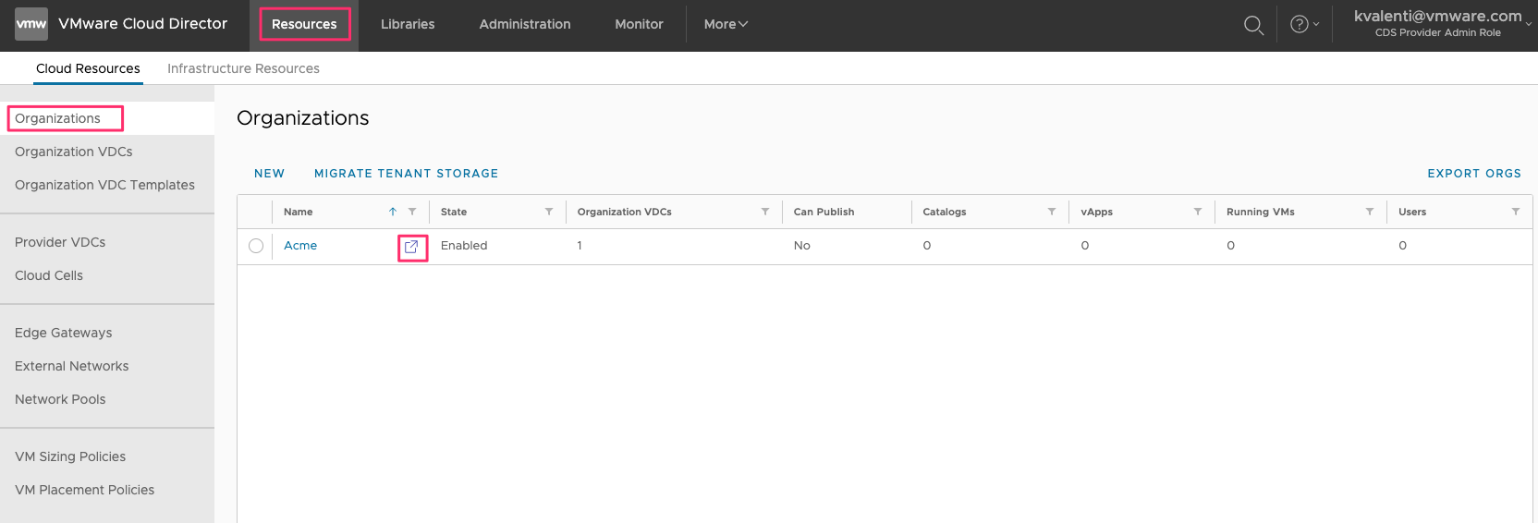 vmw VMware Cloud Director Resources Libraries Administration Monitor More ? kvalenti@vmware.com
CDS Provider Admin Role
Cloud Resources Infrastructure Resources
Organizations
Organization VDCs
Organization VDC Templates
Provider VDCs
Cloud Cells
Edge Gateways
External Networks
Network Pools
VM Sizing Policies
VM Placement Policies
Organizations
NEW MIGRATE TENANT STORAGE EXPORT ORGS
Name State Organization VDCs Can Publish Catalogs vApps Running VMs Users
Acme Enabled 1 No 0 0 0 0